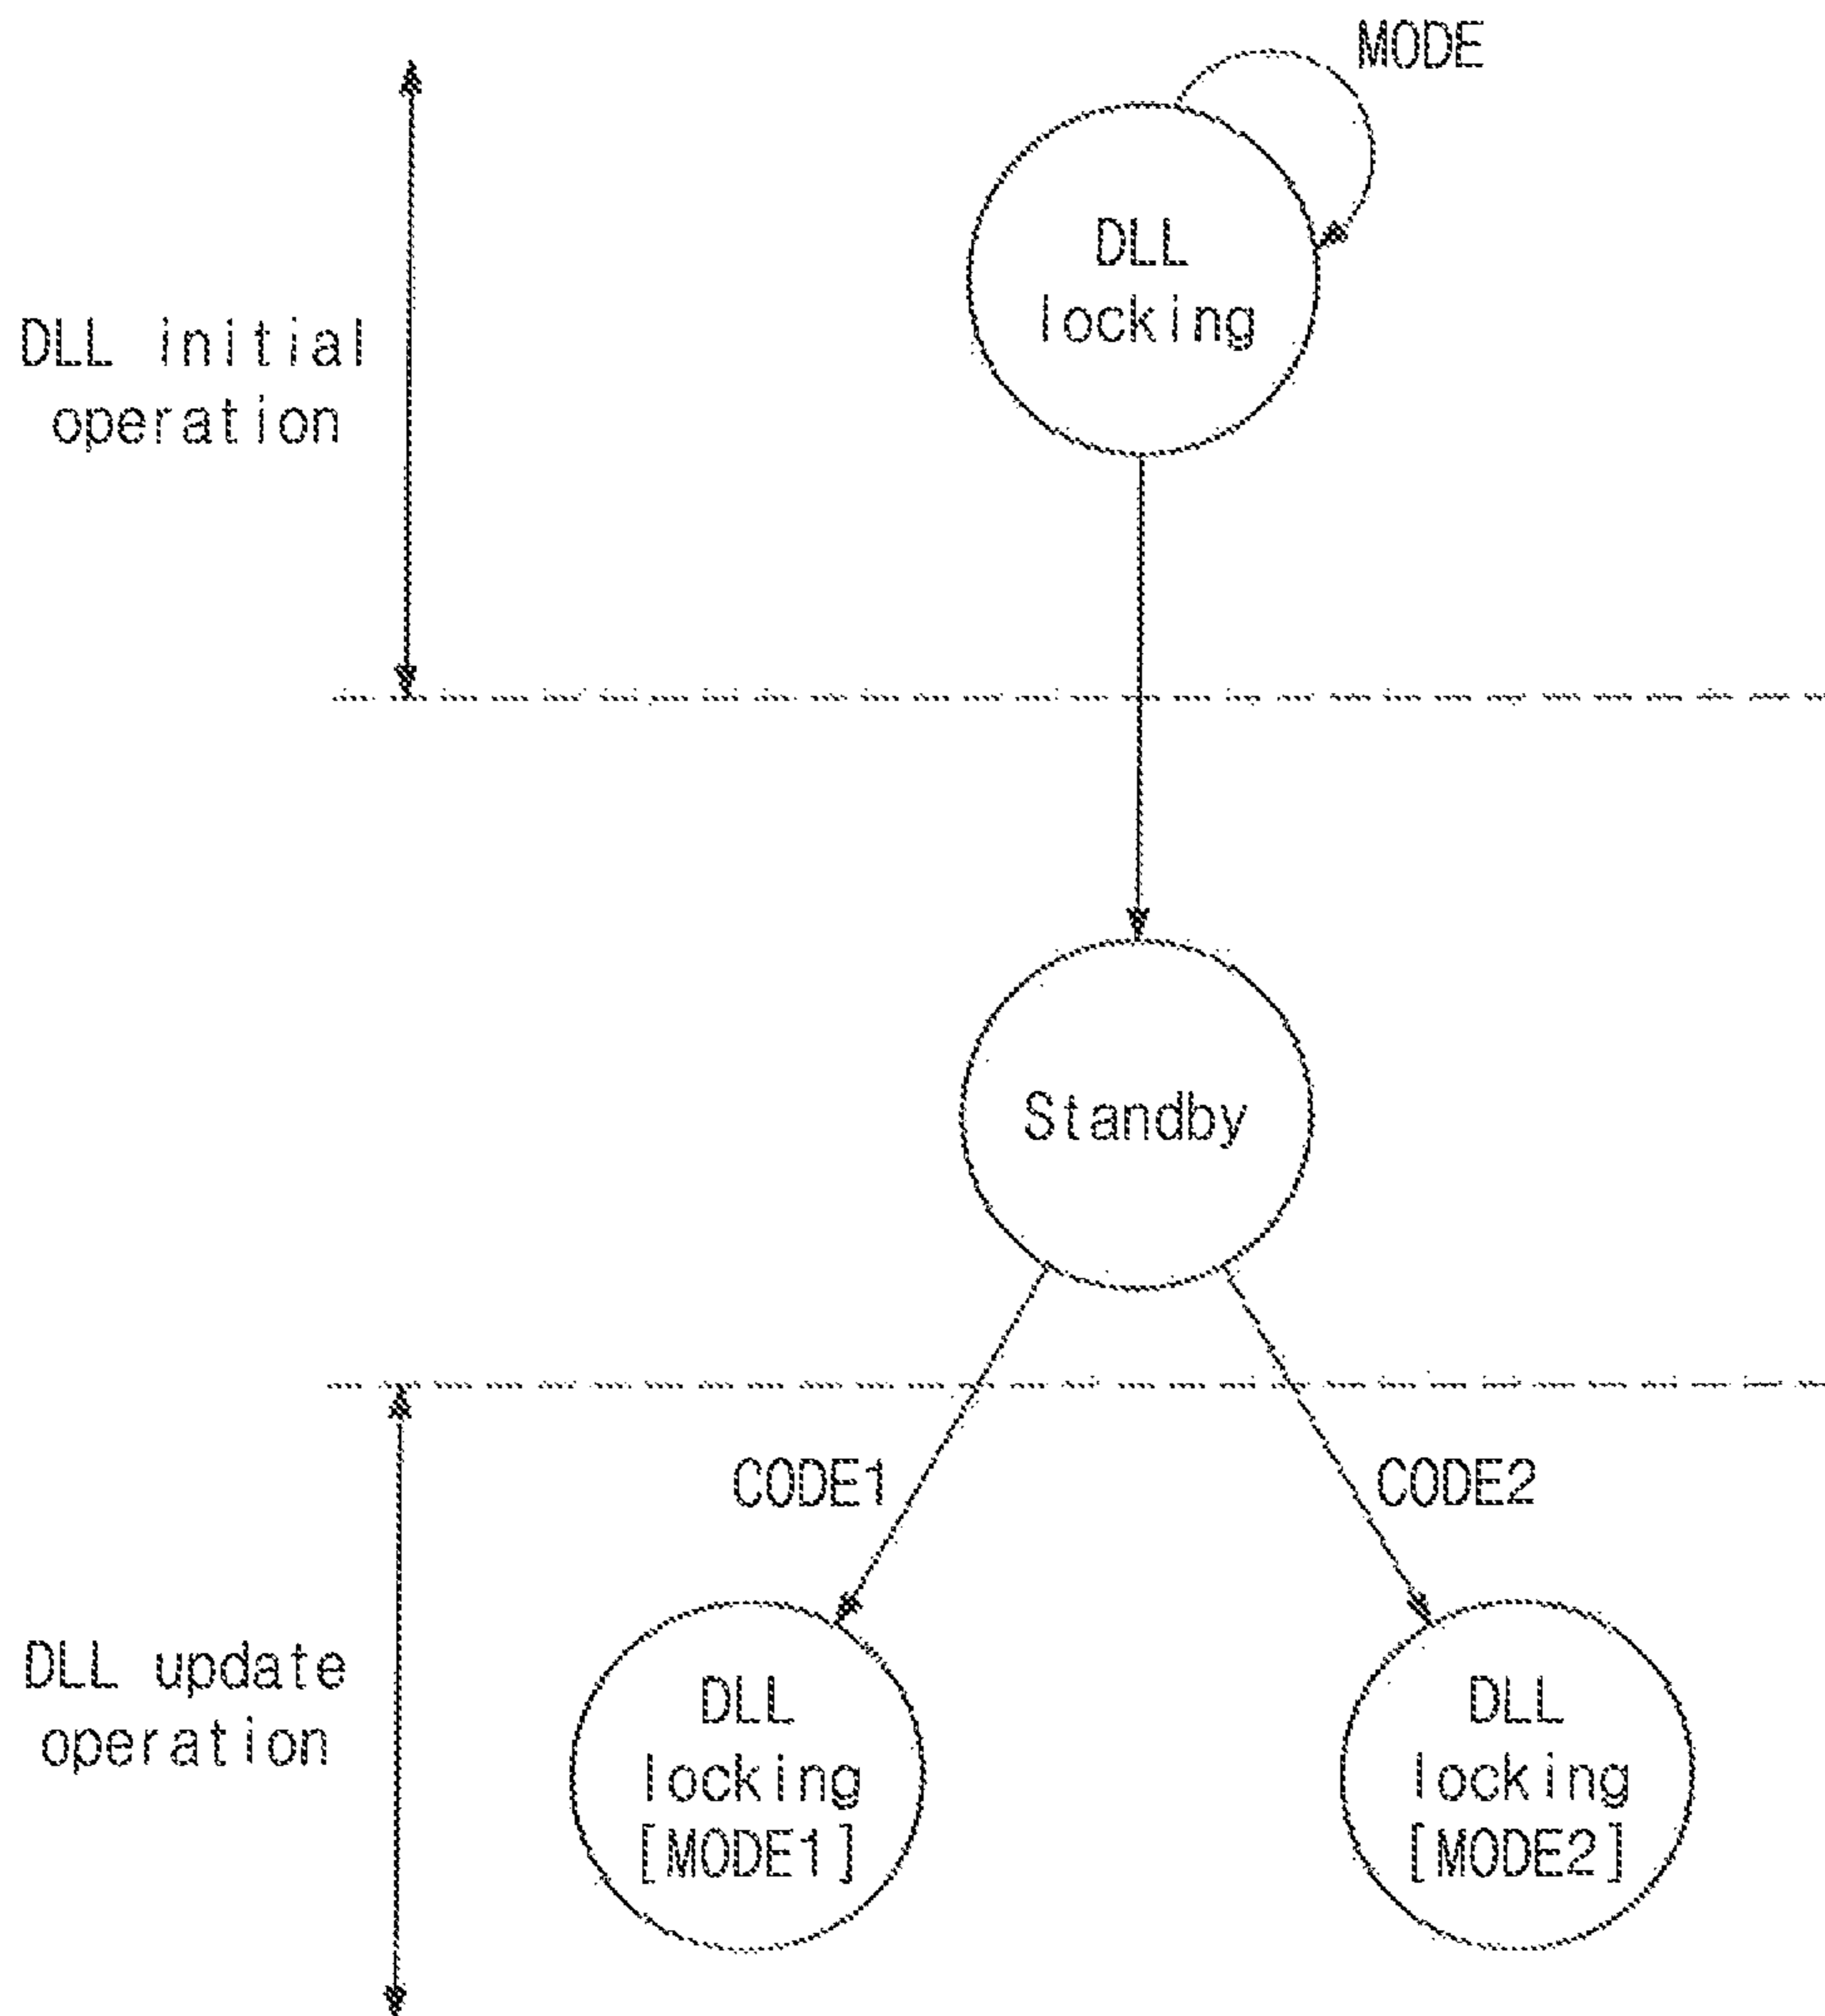 MODE
DLL
locking
DLL initial
operation
Standby
CODE1
CODE2
DLL update
operation
DLL
locking
[MODE1]
DLL
locking
[MODE2]